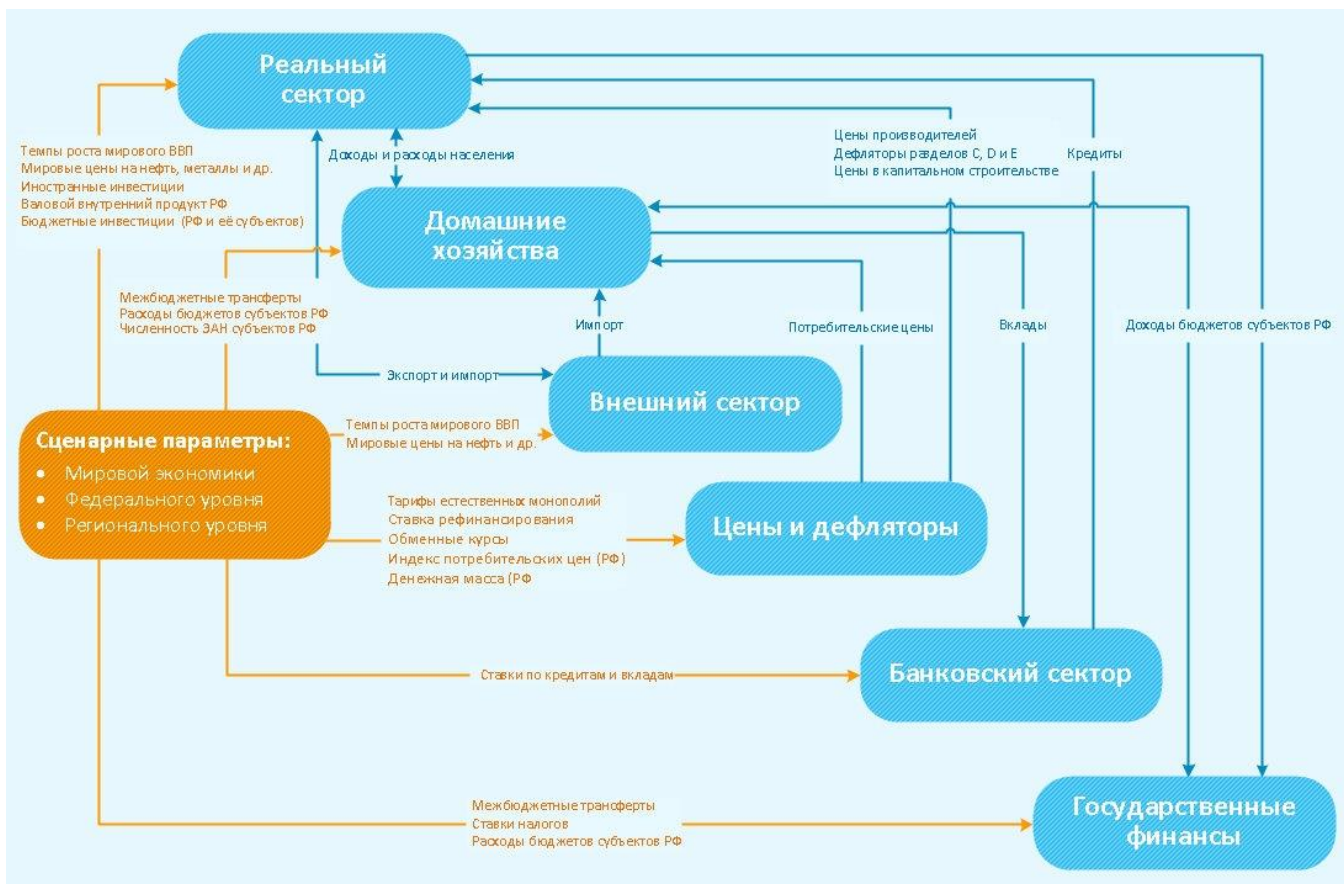 Реальный
сектор
Темпы роста мирового ВВП
Мировые цены на нефть, металлы и др.
Иностранные инвестиции
Валовой внутренний продукт РФ
Бюджетные инвестиции (РФ и её субъектов)
Доходы и расходы населения
Цены производителей
Дефляторы разделов C, D и E
Цены в капитальном строительстве
Кредиты
Домашние
хозяйства
Межбюджетные трансферты
Расходы бюджетов субъектов РФ
Численность ЭАН субъектов РФ
Импорт
Потребительские цены
Вклады
Доходы бюджетов субъектов РФ
Экспорт и импорт
Внешний сектор
Темпы роста мирового ВВП
Мировые цены на нефть и др.
Сценарные параметры:
• Мировой экономики
• Федерального уровня
• Регионального уровня
Тарифы естественных монополий
Ставка рефинансирования
Обменные курсы
Индекс потребительских цен (РФ)
Денежная масса (РФ
Цены и дефляторы
Ставки по кредитам и вкладам
Банковский сектор
Межбюджетные трансферты
Ставки налогов
Расходы бюджетов субъектов РФ
Государственные
финансы